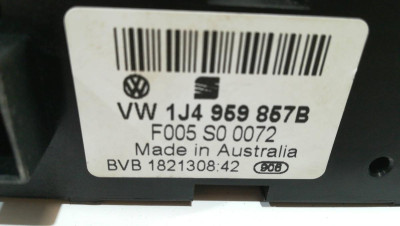 VW 1J4 959 857B
F005 S0 0072
Made in Australia
BVB 1821308:42 906